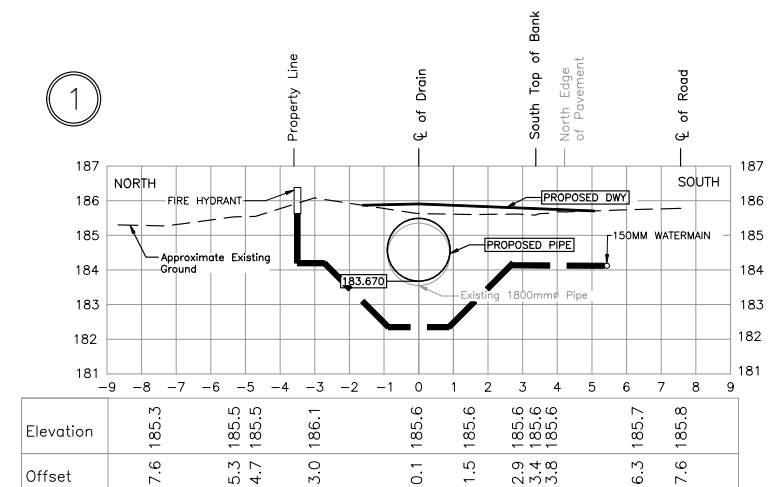 1
Property Line
℄ of Drain
South Top of Bank
North Edge
of Pavement
℄ of Road
187 187
NORTH SOUTH
186 186
FIRE HYDRANT
PROPOSED DWY
185 185
150MM WATERMAIN
PROPOSED PIPE
Approximate Existing
Ground
184 184
183.670
Existing 1800mmø Pipe
183 183
182 182
181 181
-9 -8 -7 -6 -5 -4 -3 -2 -1 0 1 2 3 4 5 6 7 8 9
Elevation 185.3 185.5 185.5 186.1 185.6 185.6 185.6 185.6 185.6 185.7 185.8
Offset 7.6 5.3 4.7 3.0 0.1 1.5 2.9 3.4 3.8 6.3 7.6